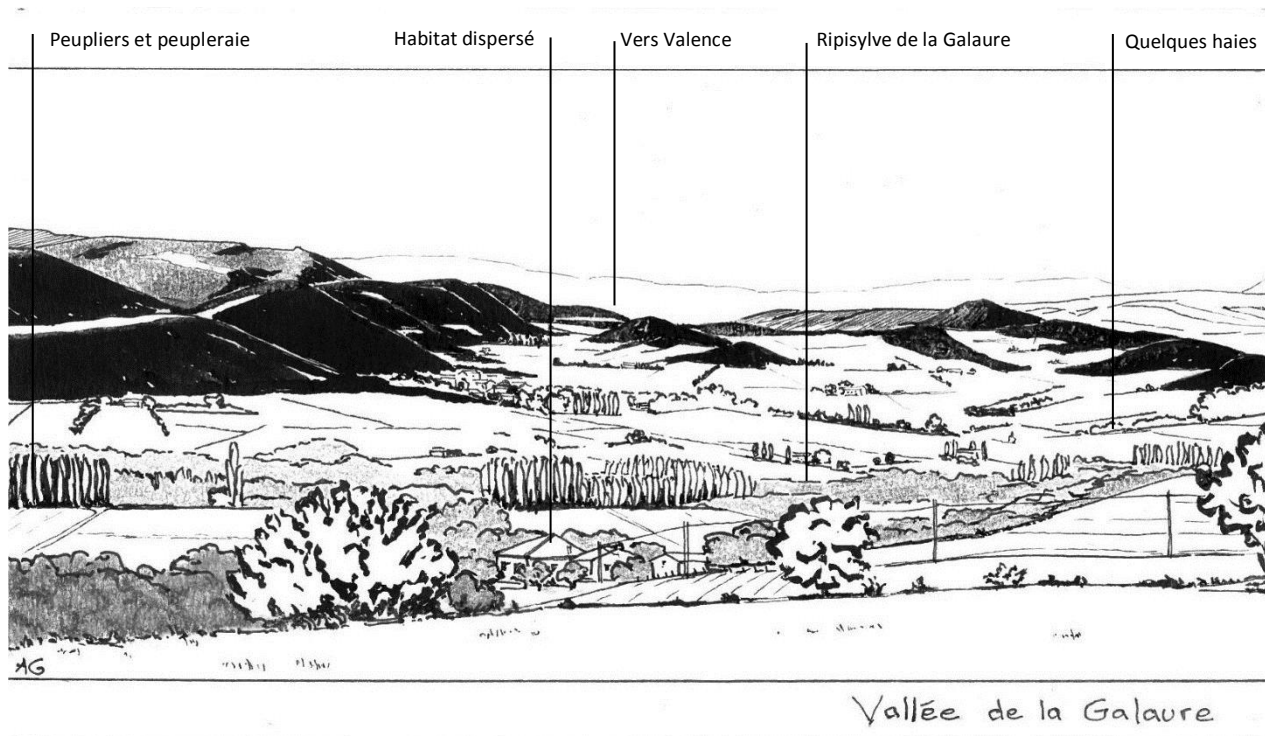 Peupliers et peupleraie
Habitat dispersé
Vers Valence
Ripisylve de la Galaure
Quelques haies
AG
Vallée de la Galaure